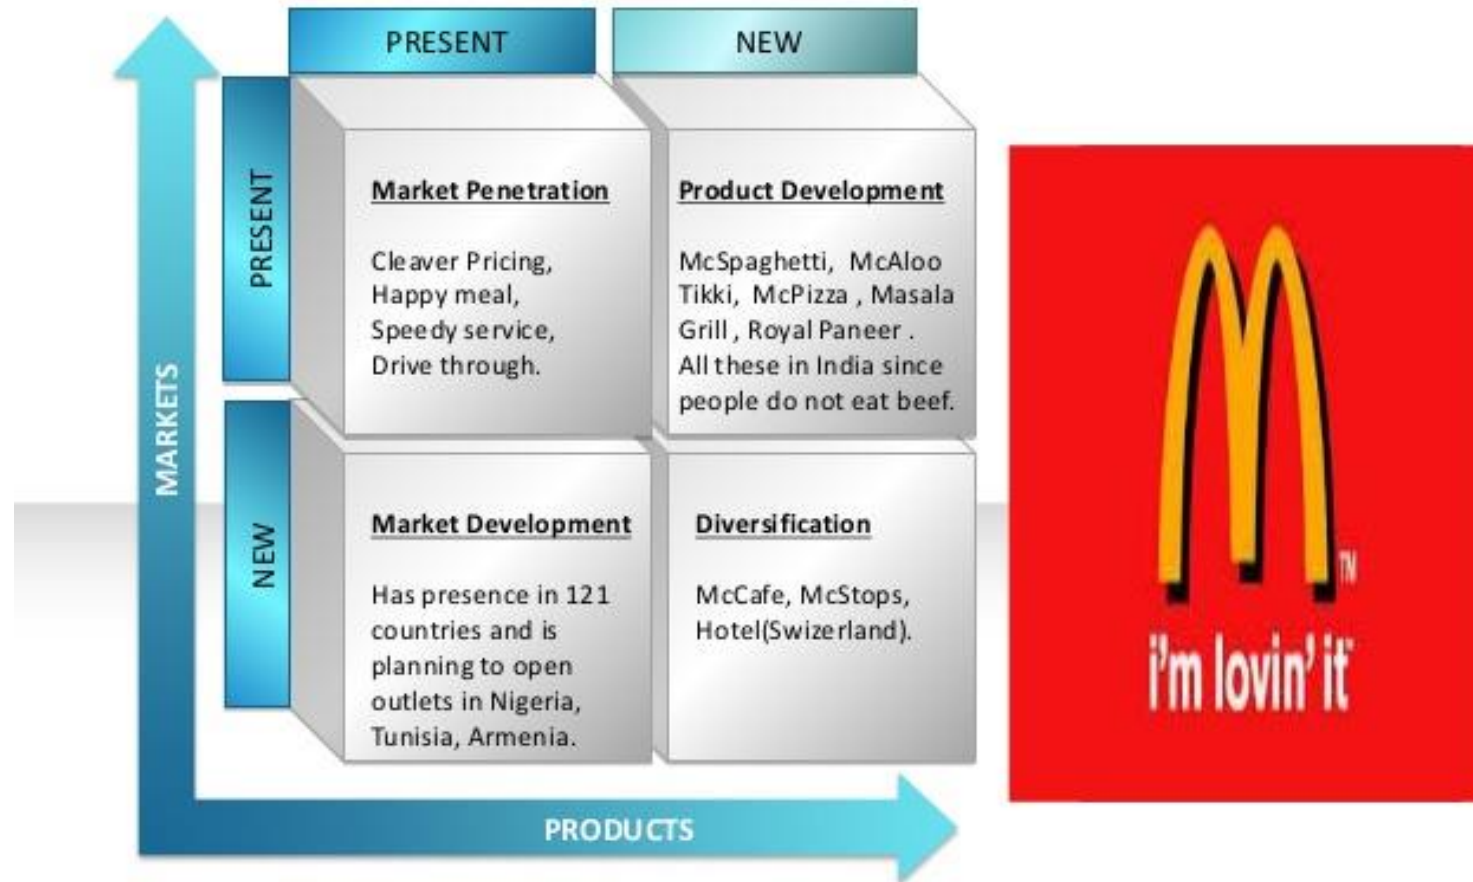 PRESENT
NEW
PRESENT
Market Penetration
Cleaver Pricing,
Happy meal,
Speedy service,
Drive through.
Product Development
McSpaghetti, McAloo
Tikki, McPizza , Masala
Grill , Royal Paneer .
All these in India since
people do not eat beef.
MARKETS
NEW
Market Development
Has presence in 121
countries and is
planning to open
outlets in Nigeria,
Tunisia, Armenia.
Diversification
McCafe, McStops,
Hotel(Swizerland).
PRODUCTS
M
TM
i'm lovin' it